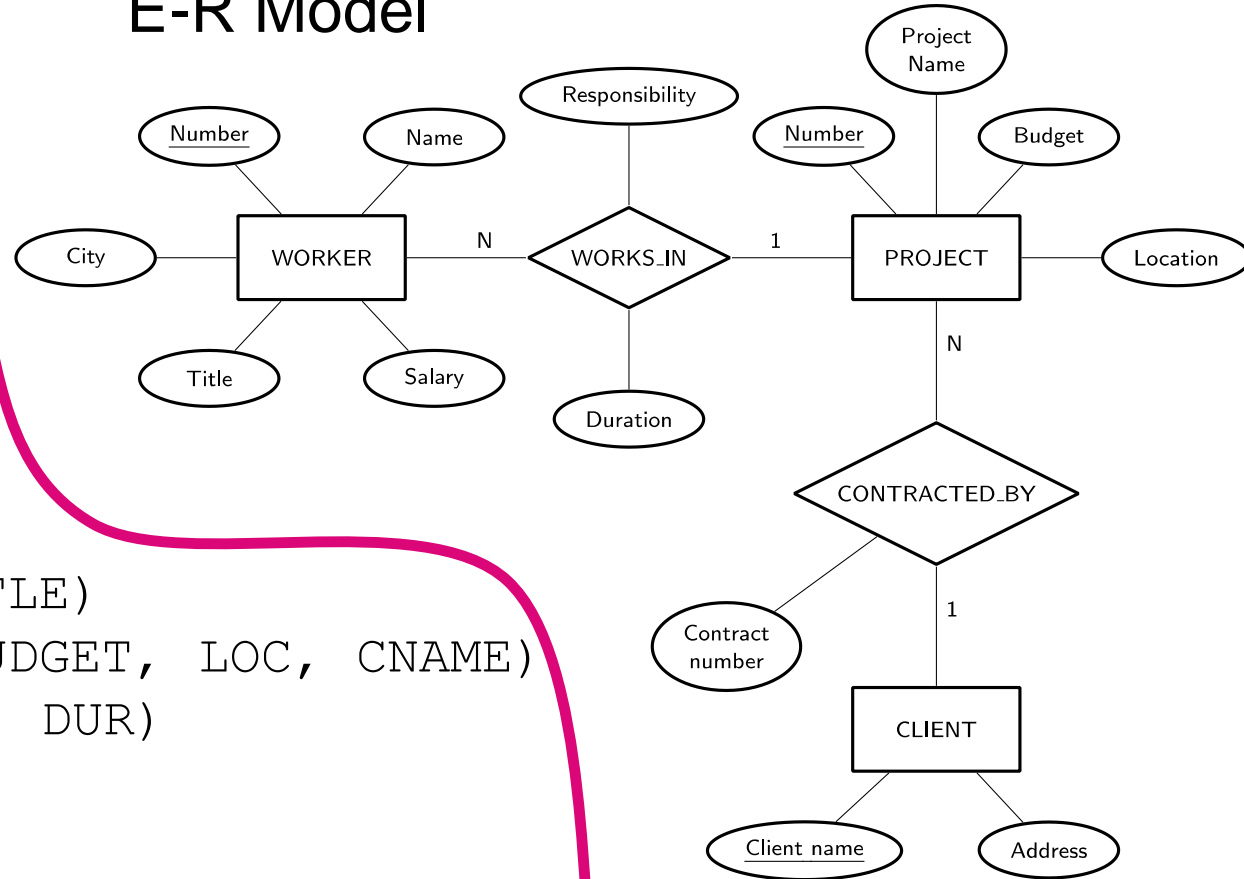 E-R Model
Project
Name
Responsibility
Number
Name
Number
Budget
City
WORKER
N
WORKS_IN
1
PROJECT
Location
N
Title
Salary
Duration
CONTRACTED_BY
TLE)
1
Contract
number
UDGET, LOC, CNAME)
DUR)
CLIENT
Client name
Address